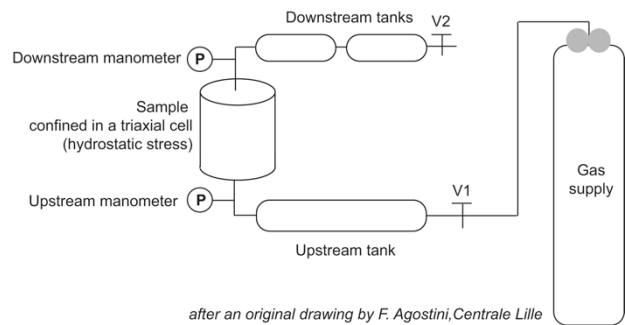 Downstream tanks
V2
Downstream manometer
P
Sample
confined in a triaxial cell
(hydrostatic stress)
Gas
supply
V1
Upstream manometer
P
Upstream tank
after an original drawing by F. Agostini,Centrale Lille